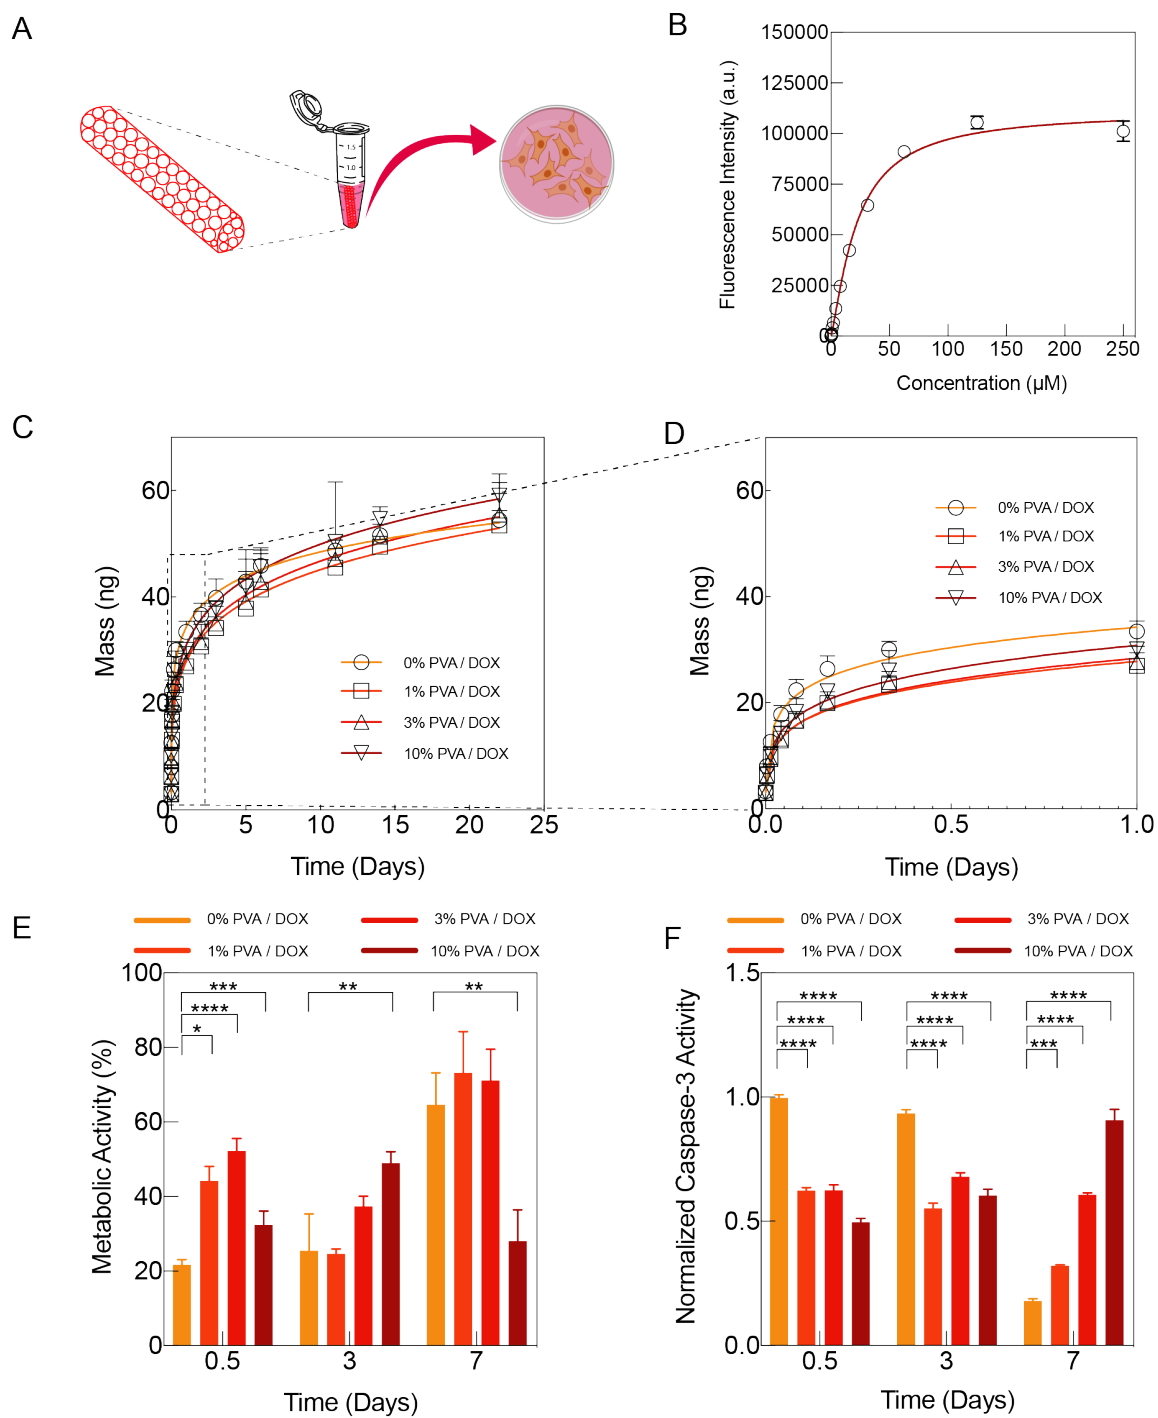 A
1.5
1.0
B
150000
125000
100000
75000
50000
25000
0
0 50 100 150 200 250
Fluorescence Intensity (a.u.)
Concentration (µM)
C
60
40
20
0
0 5 10 15 20 25
Mass (ng)
Time (Days)
0% PVA / DOX
1% PVA / DOX
3% PVA / DOX
10% PVA / DOX
D
60
40
20
0
0.0 0.5 1.0
Mass (ng)
Time (Days)
0% PVA / DOX
1% PVA / DOX
3% PVA / DOX
10% PVA / DOX
E
0% PVA / DOX 3% PVA / DOX
1% PVA / DOX 10% PVA / DOX
100
80
60
40
20
0
*** ** **
****
*
0.5 3 7
Metabolic Activity (%)
Time (Days)
F
0% PVA / DOX 3% PVA / DOX
1% PVA / DOX 10% PVA / DOX
1.5
1.0
0.5
0.0
**** **** ****
**** **** ****
**** **** ***
0.5 3 7
Normalized Caspase-3 Activity
Time (Days)